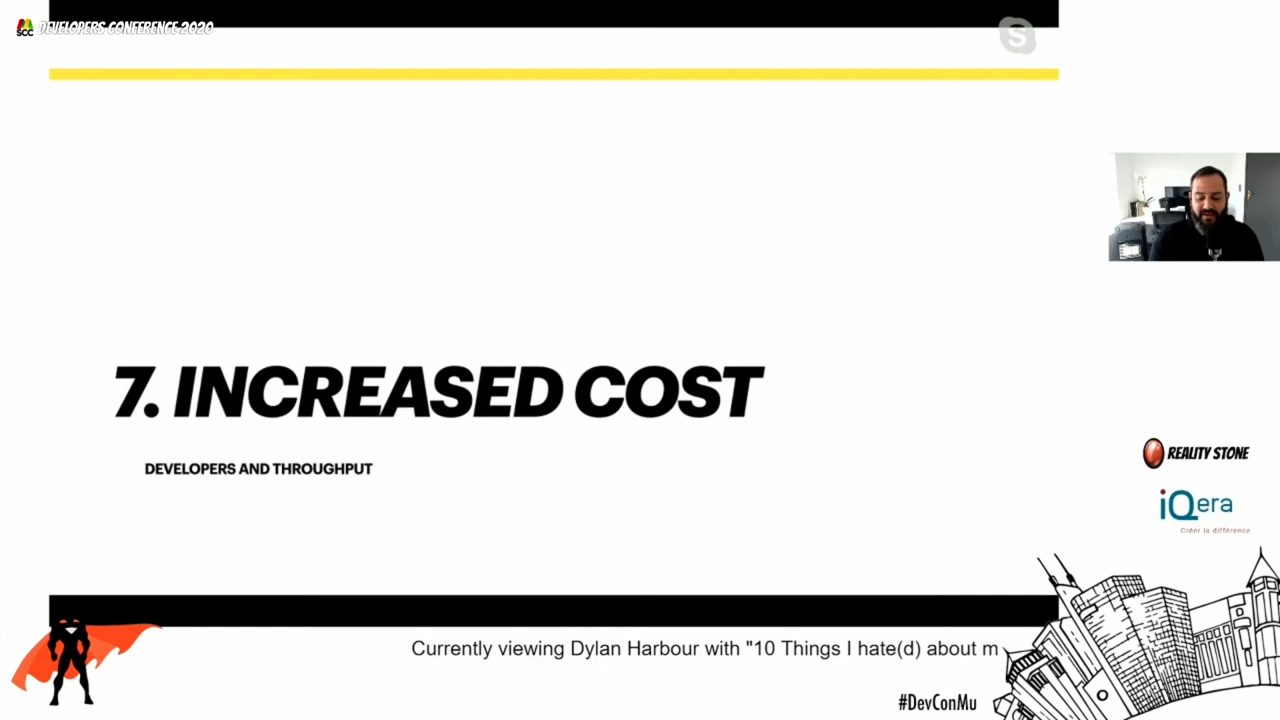 SCC DEVELOPERS CONFERENCE 2020
S
7. INCREASED COST
DEVELOPERS AND THROUGHPUT
REALITY STONE
iQera
Créer la différence
Currently viewing Dylan Harbour with "10 Things I hate(d) about m
#DevConMu